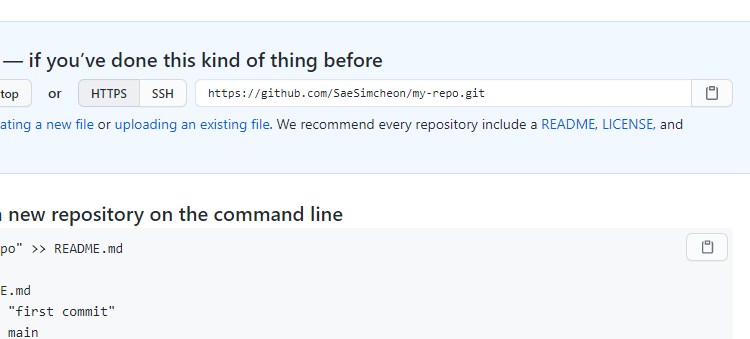 — if you’ve done this kind of thing before
top or HTTPS SSH https://github.com/SaeSimcheon/my-repo.git
ating a new file or uploading an existing file. We recommend every repository include a README, LICENSE, and
new repository on the command line
po" >> README.md
E.md
"first commit"
main